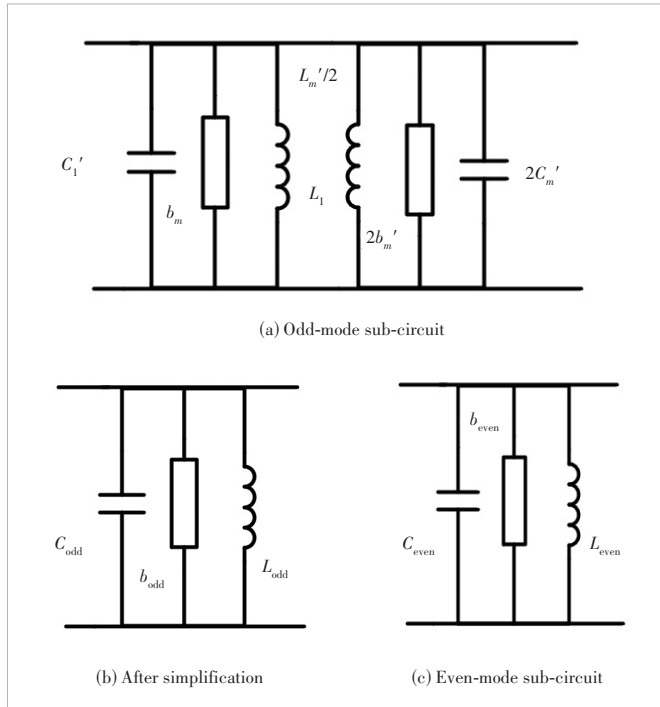 L_m'/2
C_1'
2C_m'
L_1
b_m
2b_m'
(a) Odd-mode sub-circuit
b_even
C_odd
C_even
L_even
L_odd
b_odd
(b) After simplification
(c) Even-mode sub-circuit